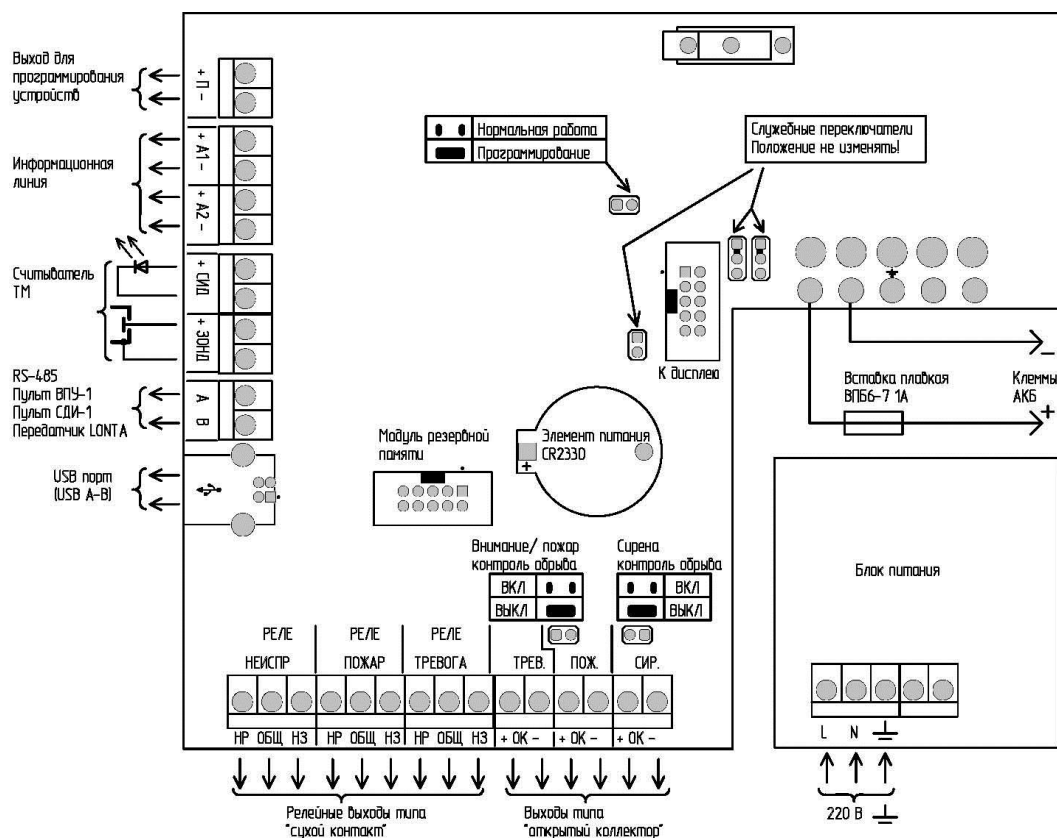 Выход для
программирования
устройств
+ П -
Информационная
линия
+ А1 -
+ А2 -
Считыватель
ТМ
+ СИД
+ ЗОНД
RS-485
Пульт ВПУ-1
Пульт СДИ-1
Передатчик LONTA
А
В
USB порт
(USB A-B)
Нормальная работа
Программирование
Служебные переключатели
Положение не изменять!
К дисплею
Вставка плавкая
ВПБ6-7 1А
Клеммы
АКБ
-
+
Модуль резервной
памяти
Элемент питания
CR2330
+
Внимание/ пожар
контроль обрыва
ВКЛ
ВЫКЛ
Сирена
контроль обрыва
ВКЛ
ВЫКЛ
Блок питания
РЕЛЕ РЕЛЕ РЕЛЕ
НЕИСПР ПОЖАР ТРЕВОГА ТРЕВ. ПОЖ. СИР.
НР ОБЩ НЗ НР ОБЩ НЗ НР ОБЩ НЗ + ОК - + ОК - + ОК -
Релейные выходы типа
"сухой контакт"
Выходы типа
"открытый коллектор"
L N
220 В